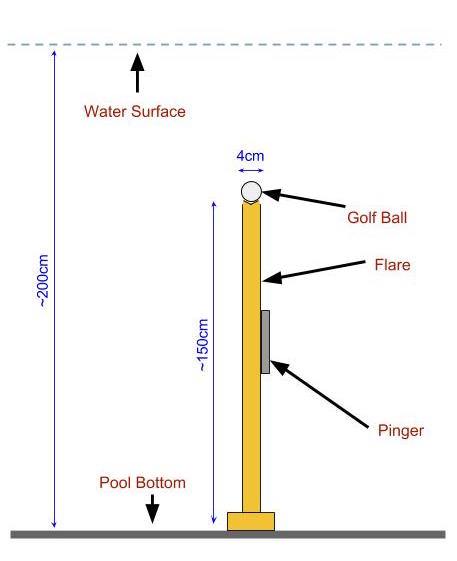 Water Surface
4cm
Golf Ball
Flare
~200cm
~150cm
Pinger
Pool Bottom